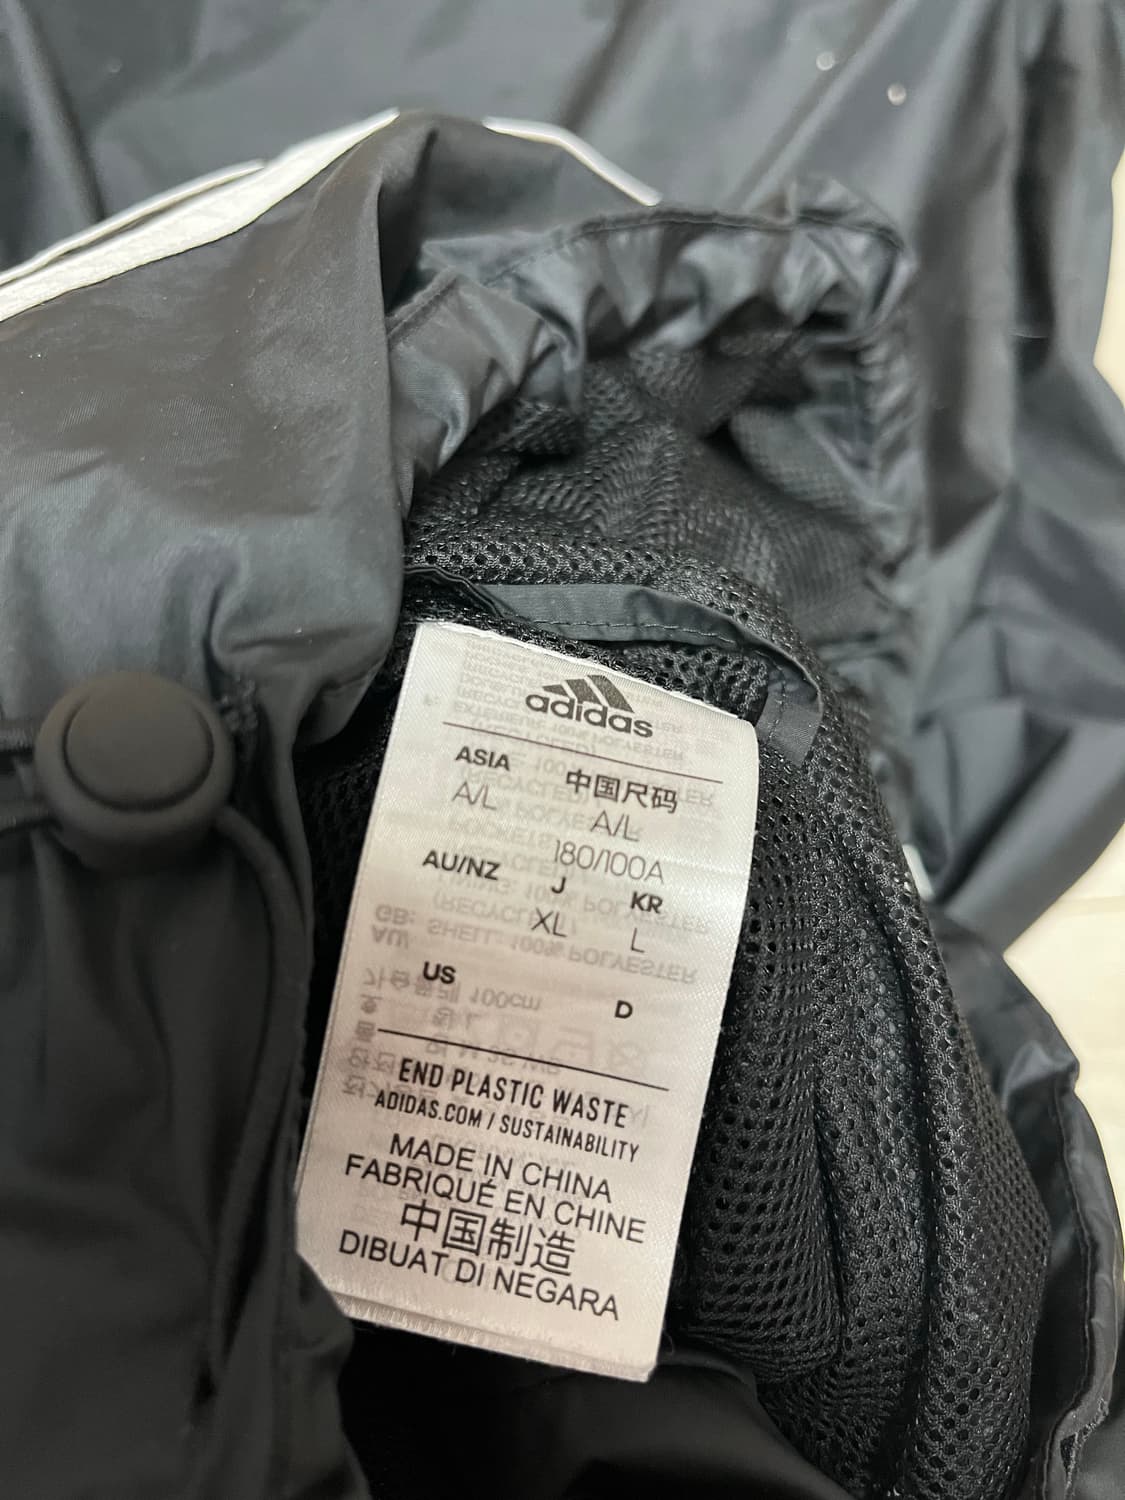 adidas
ASIA 中国尺码
A/L A/L
180/100A
AU/NZ J KR
XL L
US D
END PLASTIC WASTE
ADIDAS.COM / SUSTAINABILITY
MADE IN CHINA
FABRIQUÉ EN CHINE
中国制造
DIBUAT DI NEGARA